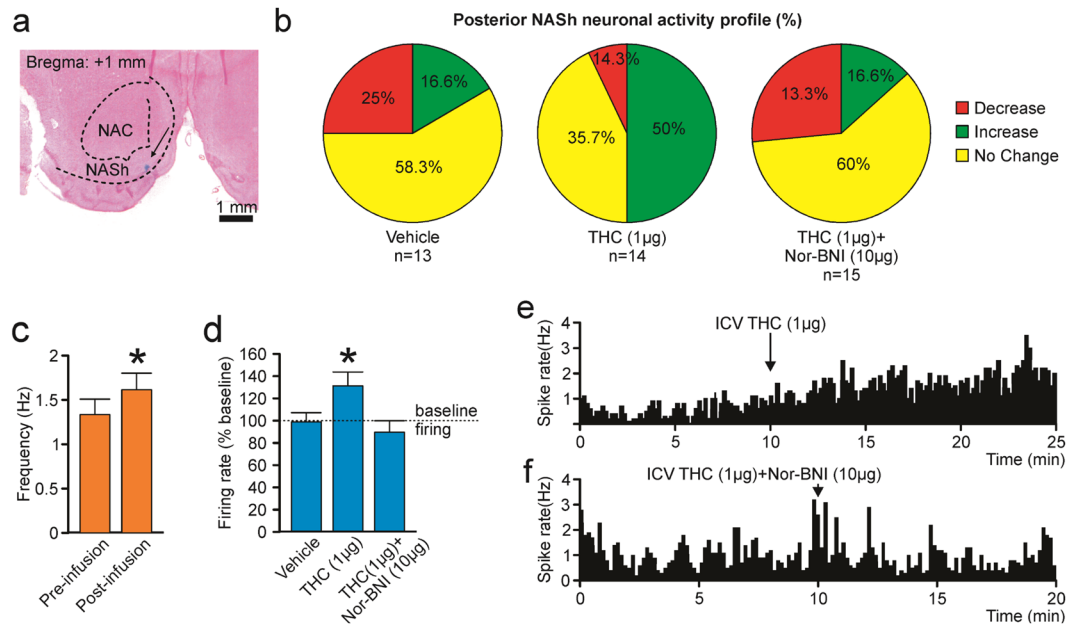 a
Bregma: +1 mm
NAC
NASh
1 mm
b
Posterior NASh neuronal activity profile (%)
25%
16.6%
58.3%
Vehicle
n=13
14.3%
35.7%
50%
THC (1µg)
n=14
13.3%
16.6%
60%
THC (1µg)+
Nor-BNI (10µg)
n=15
Decrease
Increase
No Change
c
Frequency (Hz)
2
1.5
1
1.5
0
Pre-infusion
Post-infusion
*
d
Firing rate (% baseline)
160
140
120
100
120
80
60
40
20
0
*
baseline
firing
Vehicle
THC (1µg)
THC(1µg)+
Nor-BNI (10µg)
e
ICV THC (1µg)
Spike rate(Hz)
4
3
2
1
0
0 5 10 15 20 25
Time (min)
f
ICV THC (1µg)+Nor-BNI (10µg)
Spike rate(Hz)
4
3
2
1
0
0 5 10 15 20
Time (min)